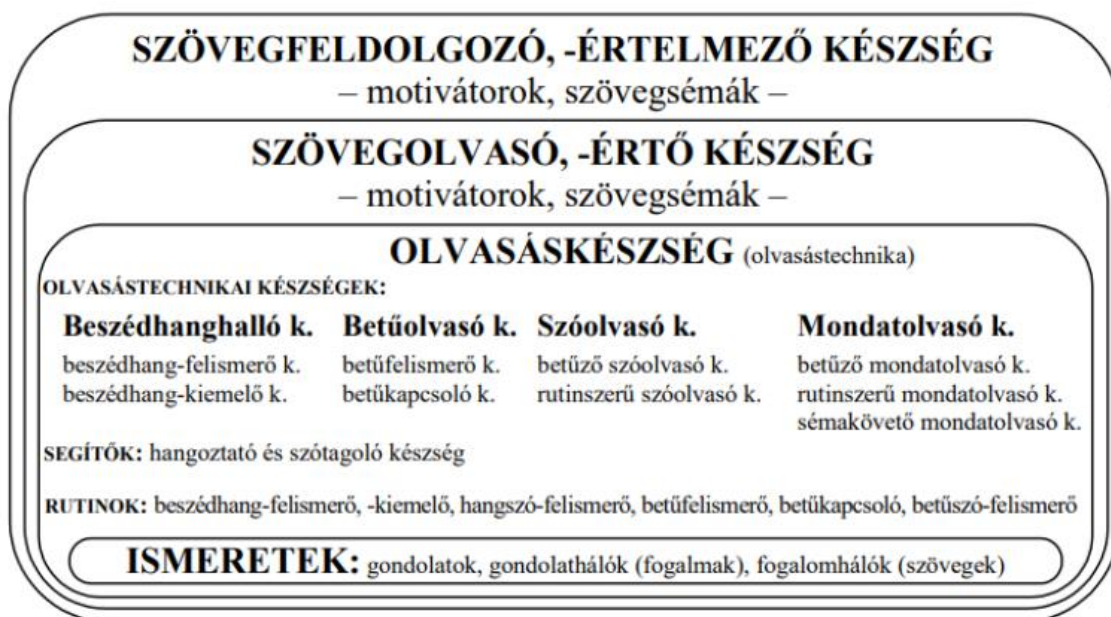 SZÖVEGFELDOLGOZÓ, -ÉRTELMEZŐ KÉSZSÉG
– motivátorok, szövegsémák –
SZÖVEGOLVASÓ, -ÉRTŐ KÉSZSÉG
– motivátorok, szövegsémák –
OLVASÁSKÉSZSÉG (olvasástechnika)
OLVASÁSTECHNIKAI KÉSZSÉGEK:
Beszédhanghalló k. Betűolvasó k. Szóolvasó k. Mondatolvasó k.
beszédhang-felismerő k. betűfelismerő k. betűző szóolvasó k. betűző mondatolvasó k.
beszédhang-kiemelő k. betűkapcsoló k. rutinszerű szóolvasó k. rutinszerű mondatolvasó k.
sémakövető mondatolvasó k.
SEGÍTŐK: hangoztató és szótagoló készség
RUTINOK: beszédhang-felismerő, -kiemelő, hangszó-felismerő, betűfelismerő, betűkapcsoló, betűszó-felismerő
ISMERETEK: gondolatok, gondolathálók (fogalmak), fogalomhálók (szövegek)